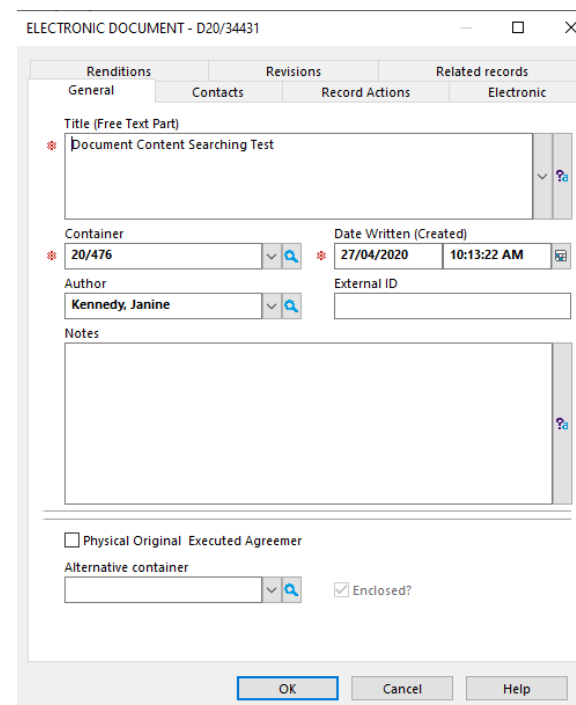 ELECTRONIC DOCUMENT - D20/34431
Renditions Revisions Related records
General Contacts Record Actions Electronic
Title (Free Text Part)
Document Content Searching Test
Container Date Written (Created)
20/476 27/04/2020 10:13:22 AM
Author External ID
Kennedy, Janine
Notes
Physical Original Executed Agreemer
Alternative container
Enclosed?
OK Cancel Help